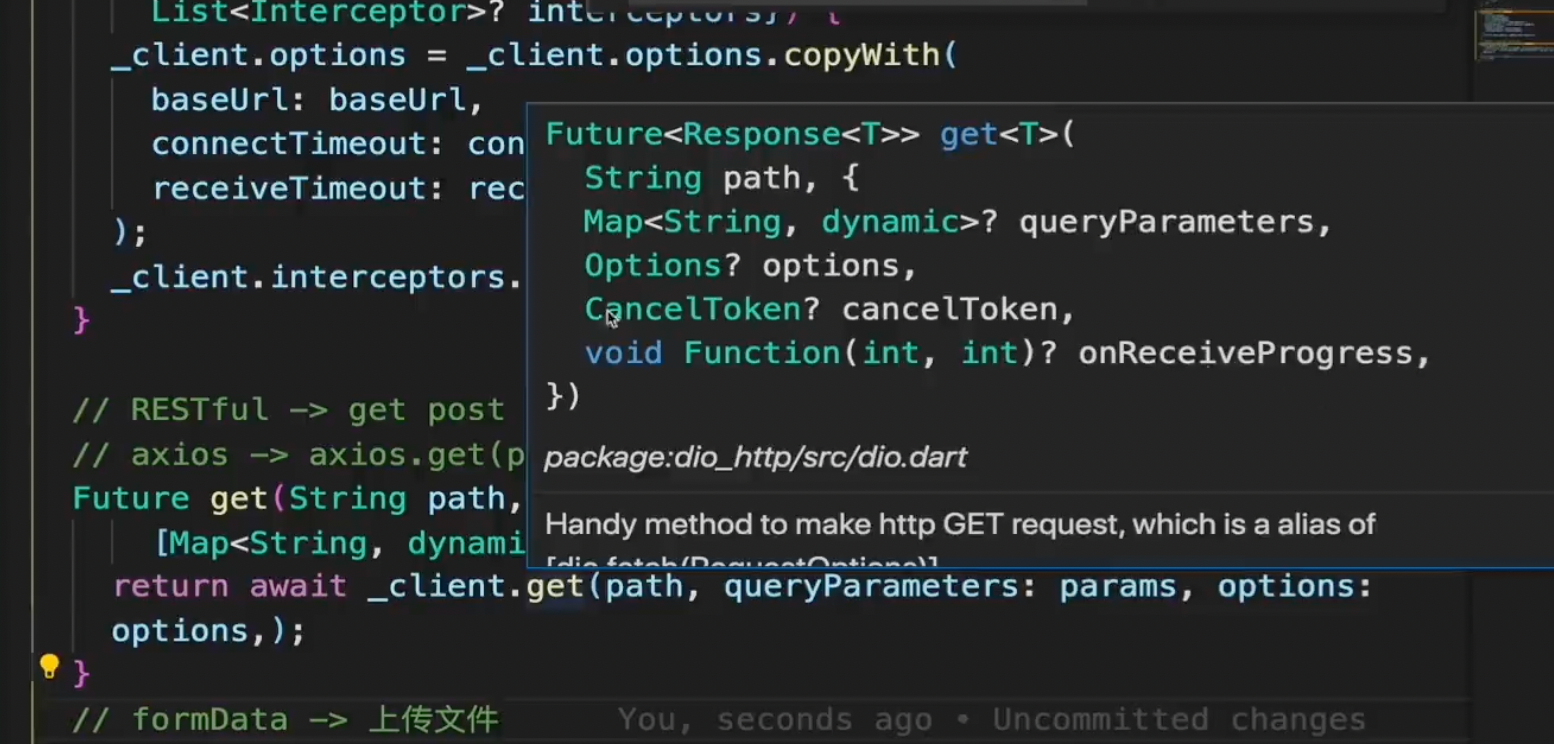 List<Interceptor>? interceptors}) {
_client.options = _client.options.copyWith(
baseUrl: baseUrl,
connectTimeout: con
receiveTimeout: rec
);
_client.interceptors.
}
Future<Response<T>> get<T>(
String path, {
Map<String, dynamic>? queryParameters,
Options? options,
CancelToken? cancelToken,
void Function(int, int)? onReceiveProgress,
})
package:dio_http/src/dio.dart
Handy method to make http GET request, which is a alias of
[dio.fetch(RequestOptions)].
// RESTful -> get post
// axios -> axios.get(p
Future get(String path,
[Map<String, dynami
return await _client.get(path, queryParameters: params, options:
options,);
}
// formData -> 上传文件 You, seconds ago • Uncommitted changes